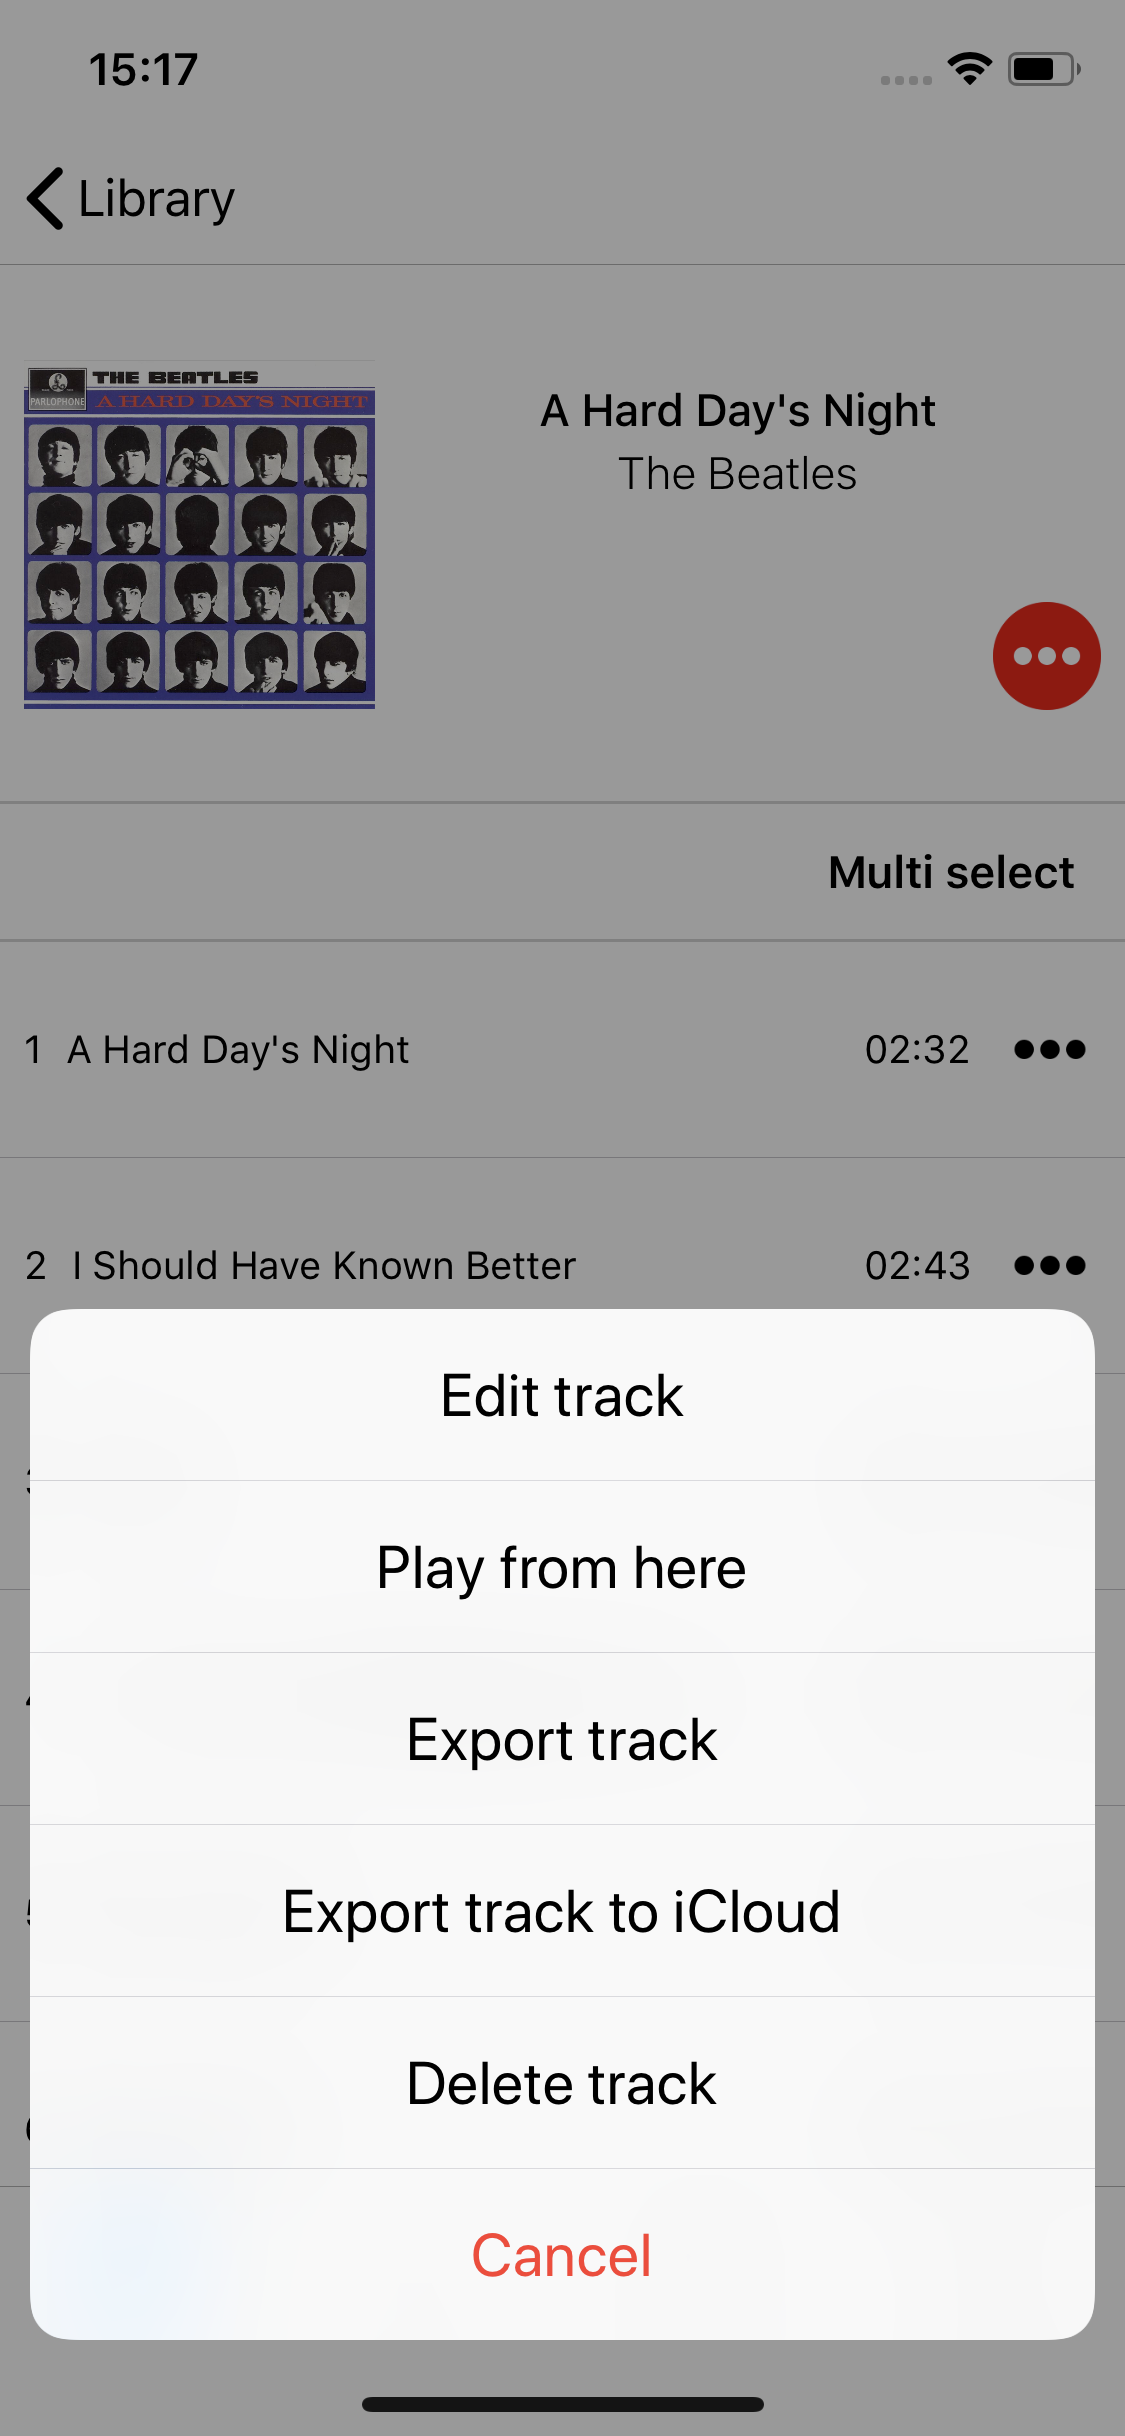 15:17
Library
THE BEATLES
PARLOPHONE
A HARD DAY'S NIGHT
A Hard Day's Night
The Beatles
Multi select
1 A Hard Day's Night 02:32
2 I Should Have Known Better 02:43
Edit track
Play from here
Export track
Export track to iCloud
Delete track
Cancel